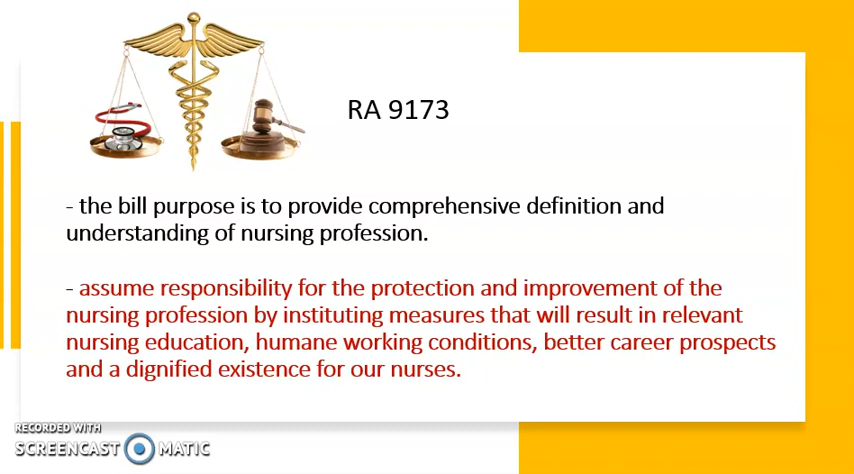 RA 9173
- the bill purpose is to provide comprehensive definition and
understanding of nursing profession.
- assume responsibility for the protection and improvement of the
nursing profession by instituting measures that will result in relevant
nursing education, humane working conditions, better career prospects
and a dignified existence for our nurses.
RECORDED WITH
SCREENCAST MATIC